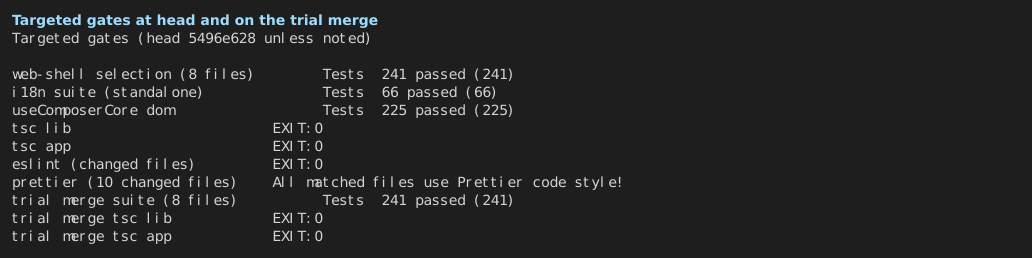 Targeted gates at head and on the trial merge
Targeted gates (head 5496e628 unless noted)
web-shell selection (8 files) Tests 241 passed (241)
i18n suite (standalone) Tests 66 passed (66)
useComposerCore dom Tests 225 passed (225)
tsc lib EXIT:0
tsc app EXIT:0
eslint (changed files) EXIT:0
prettier (10 changed files) All matched files use Prettier code style!
trial merge suite (8 files) Tests 241 passed (241)
trial merge tsc lib EXIT:0
trial merge tsc app EXIT:0